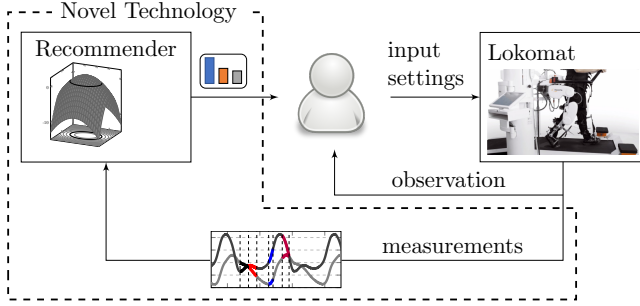 Novel Technology
Recommender
input
settings
Lokomat
observation
measurements